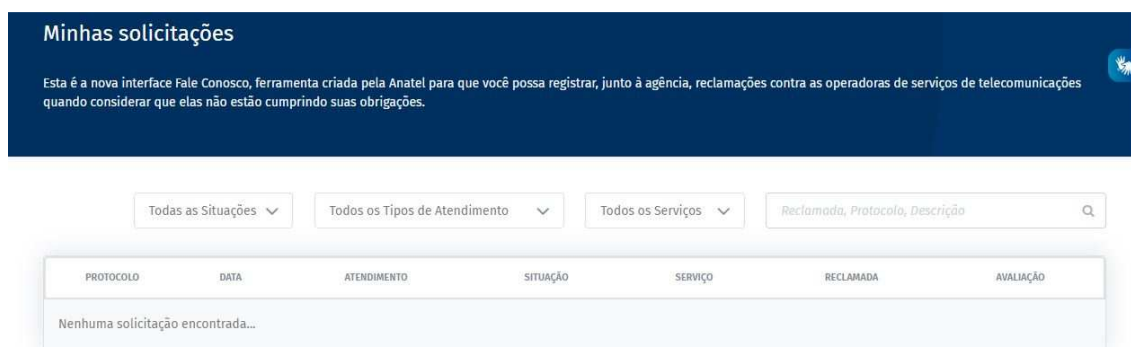 Minhas solicitações
Esta é a nova interface Fale Conosco, ferramenta criada pela Anatel para que você possa registrar, junto à agência, reclamações contra as operadoras de serviços de telecomunicações
quando considerar que elas não estão cumprindo suas obrigações.
Todas as Situações Todos os Tipos de Atendimento Todos os Serviços Reclamada, Protocolo, Descrição
PROTOCOLO DATA ATENDIMENTO SITUAÇÃO SERVIÇO RECLAMADA AVALIAÇÃO
Nenhuma solicitação encontrada...